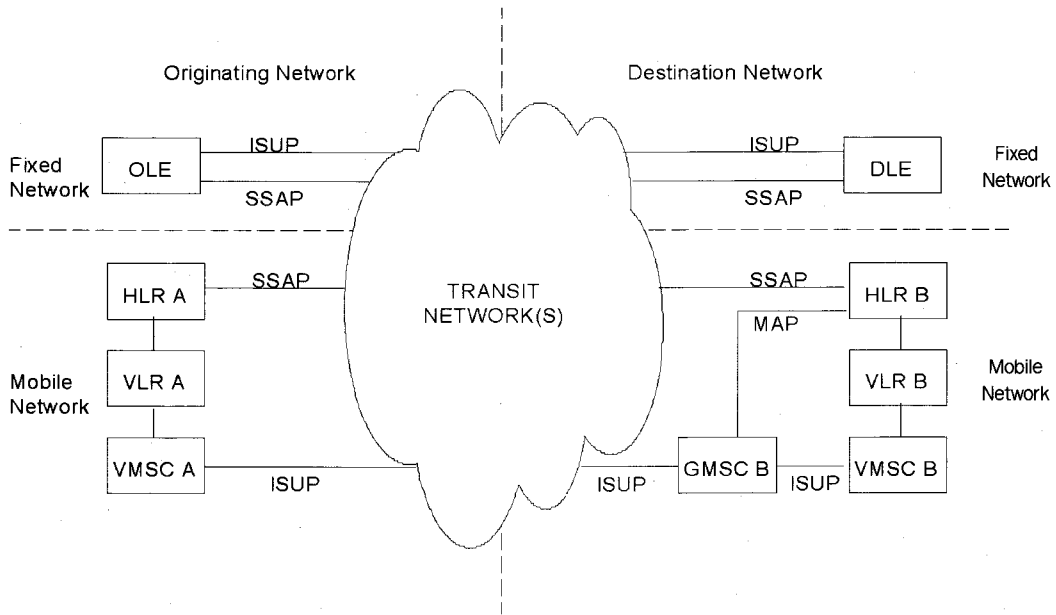 Originating Network
Destination Network
Fixed
Network
OLE
ISUP
SSAP
ISUP
SSAP
DLE
Fixed
Network
HLR A
SSAP
TRANSIT
NETWORK(S)
SSAP
MAP
HLR B
Mobile
Network
VLR A
VLR B
Mobile
Network
VMSC A
ISUP
ISUP
GMSC B
ISUP
VMSC B